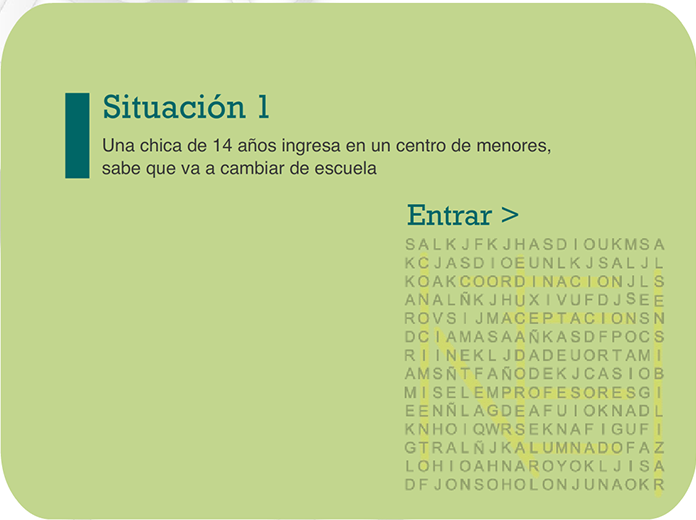 Situación 1
Una chica de 14 años ingresa en un centro de menores,
sabe que va a cambiar de escuela
Entrar >
SALKJFKJHASDIOUKMSA
KCJASDIOEUNLKJSALJL
KOAKCOORDINACIONJLS
ANALÑKJHUXIVUFDJSEE
ROVSIJMACEPTACIONSN
DCIAMASAAÑKASDFPOCS
RIINEKLJDADEUORTAMI
AMSÑTFAÑODEKJCASIOB
MISELEMPROFESORESGI
EENÑLAGDEAFUIOKNADL
KNHOIQWRSEKNAFIGUFI
GTRALÑJKALUMNADOFAZ
LOHIOAHNAROYOKLJISA
DFJONSOHOLONJUNAOKR